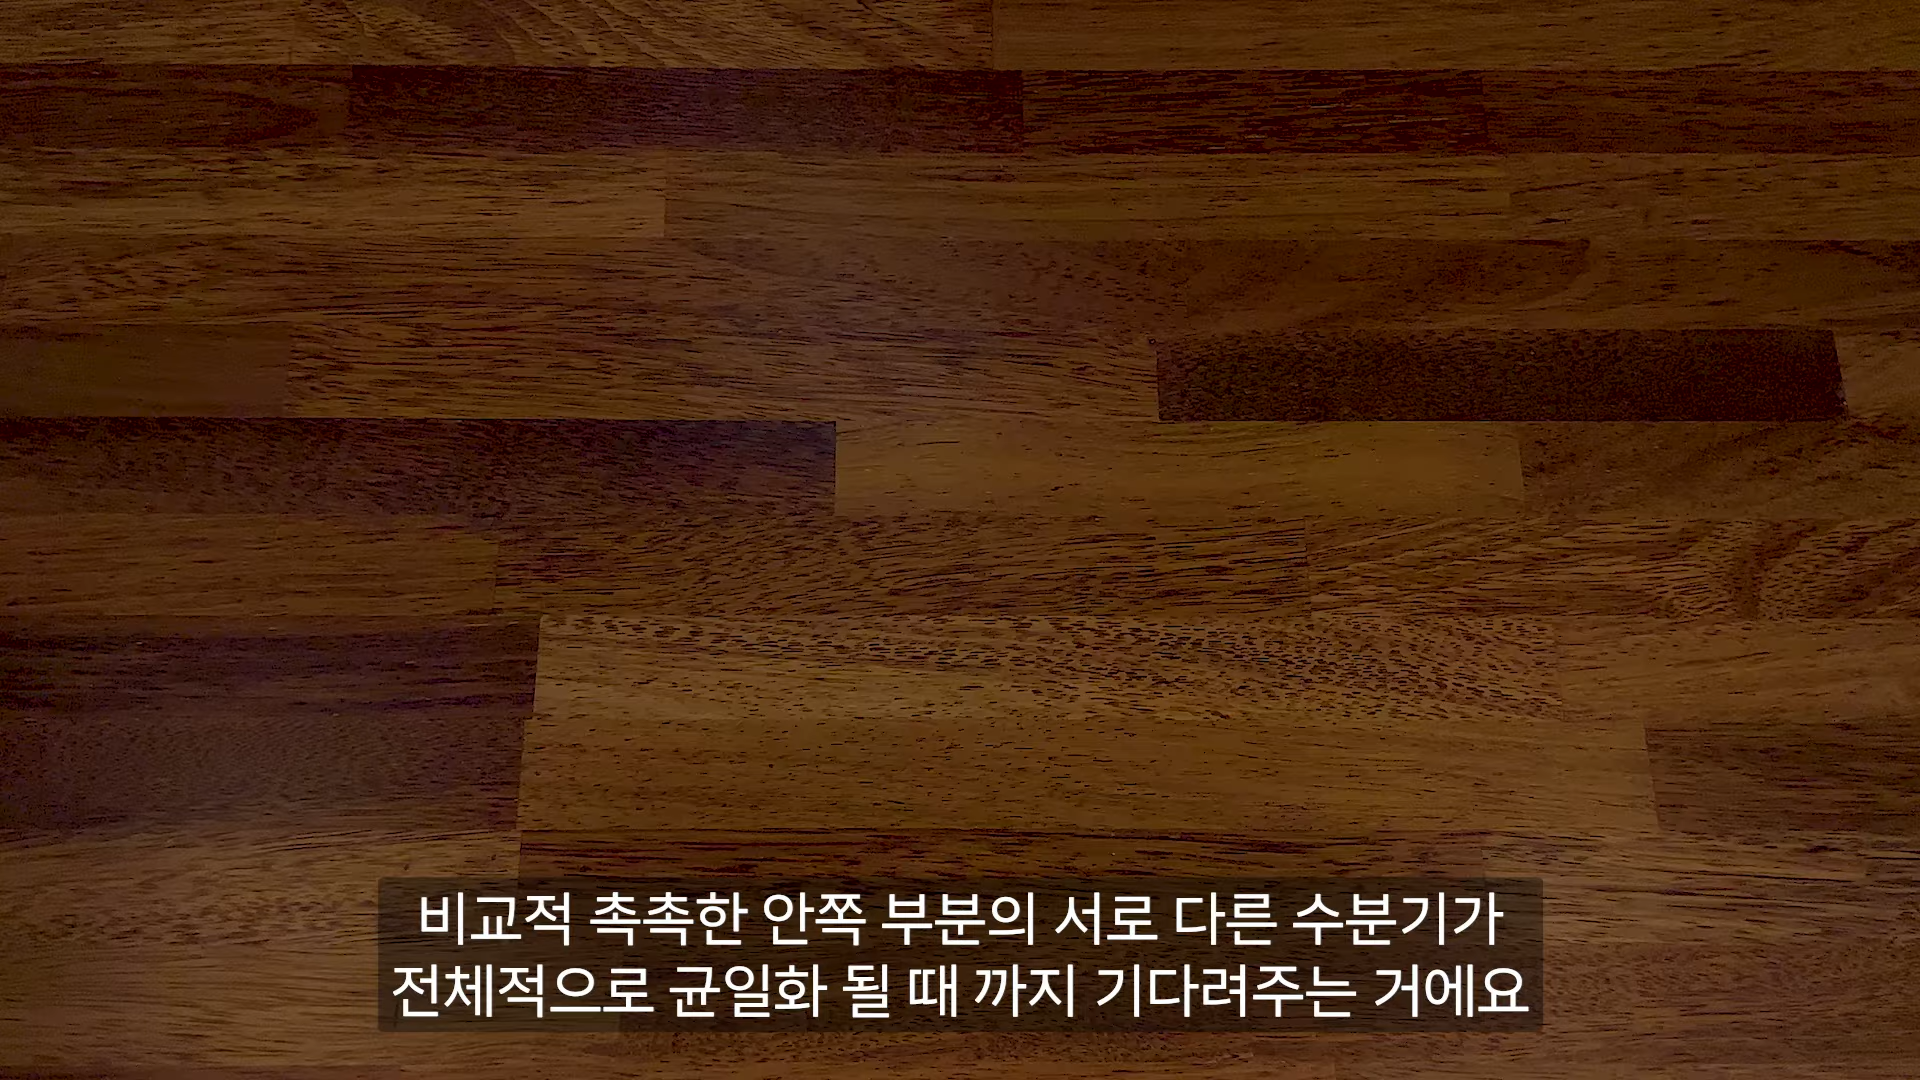 비교적 촉촉한 안쪽 부분의 서로 다른 수분기가
전체적으로 균일화 될 때 까지 기다려주는 거에요